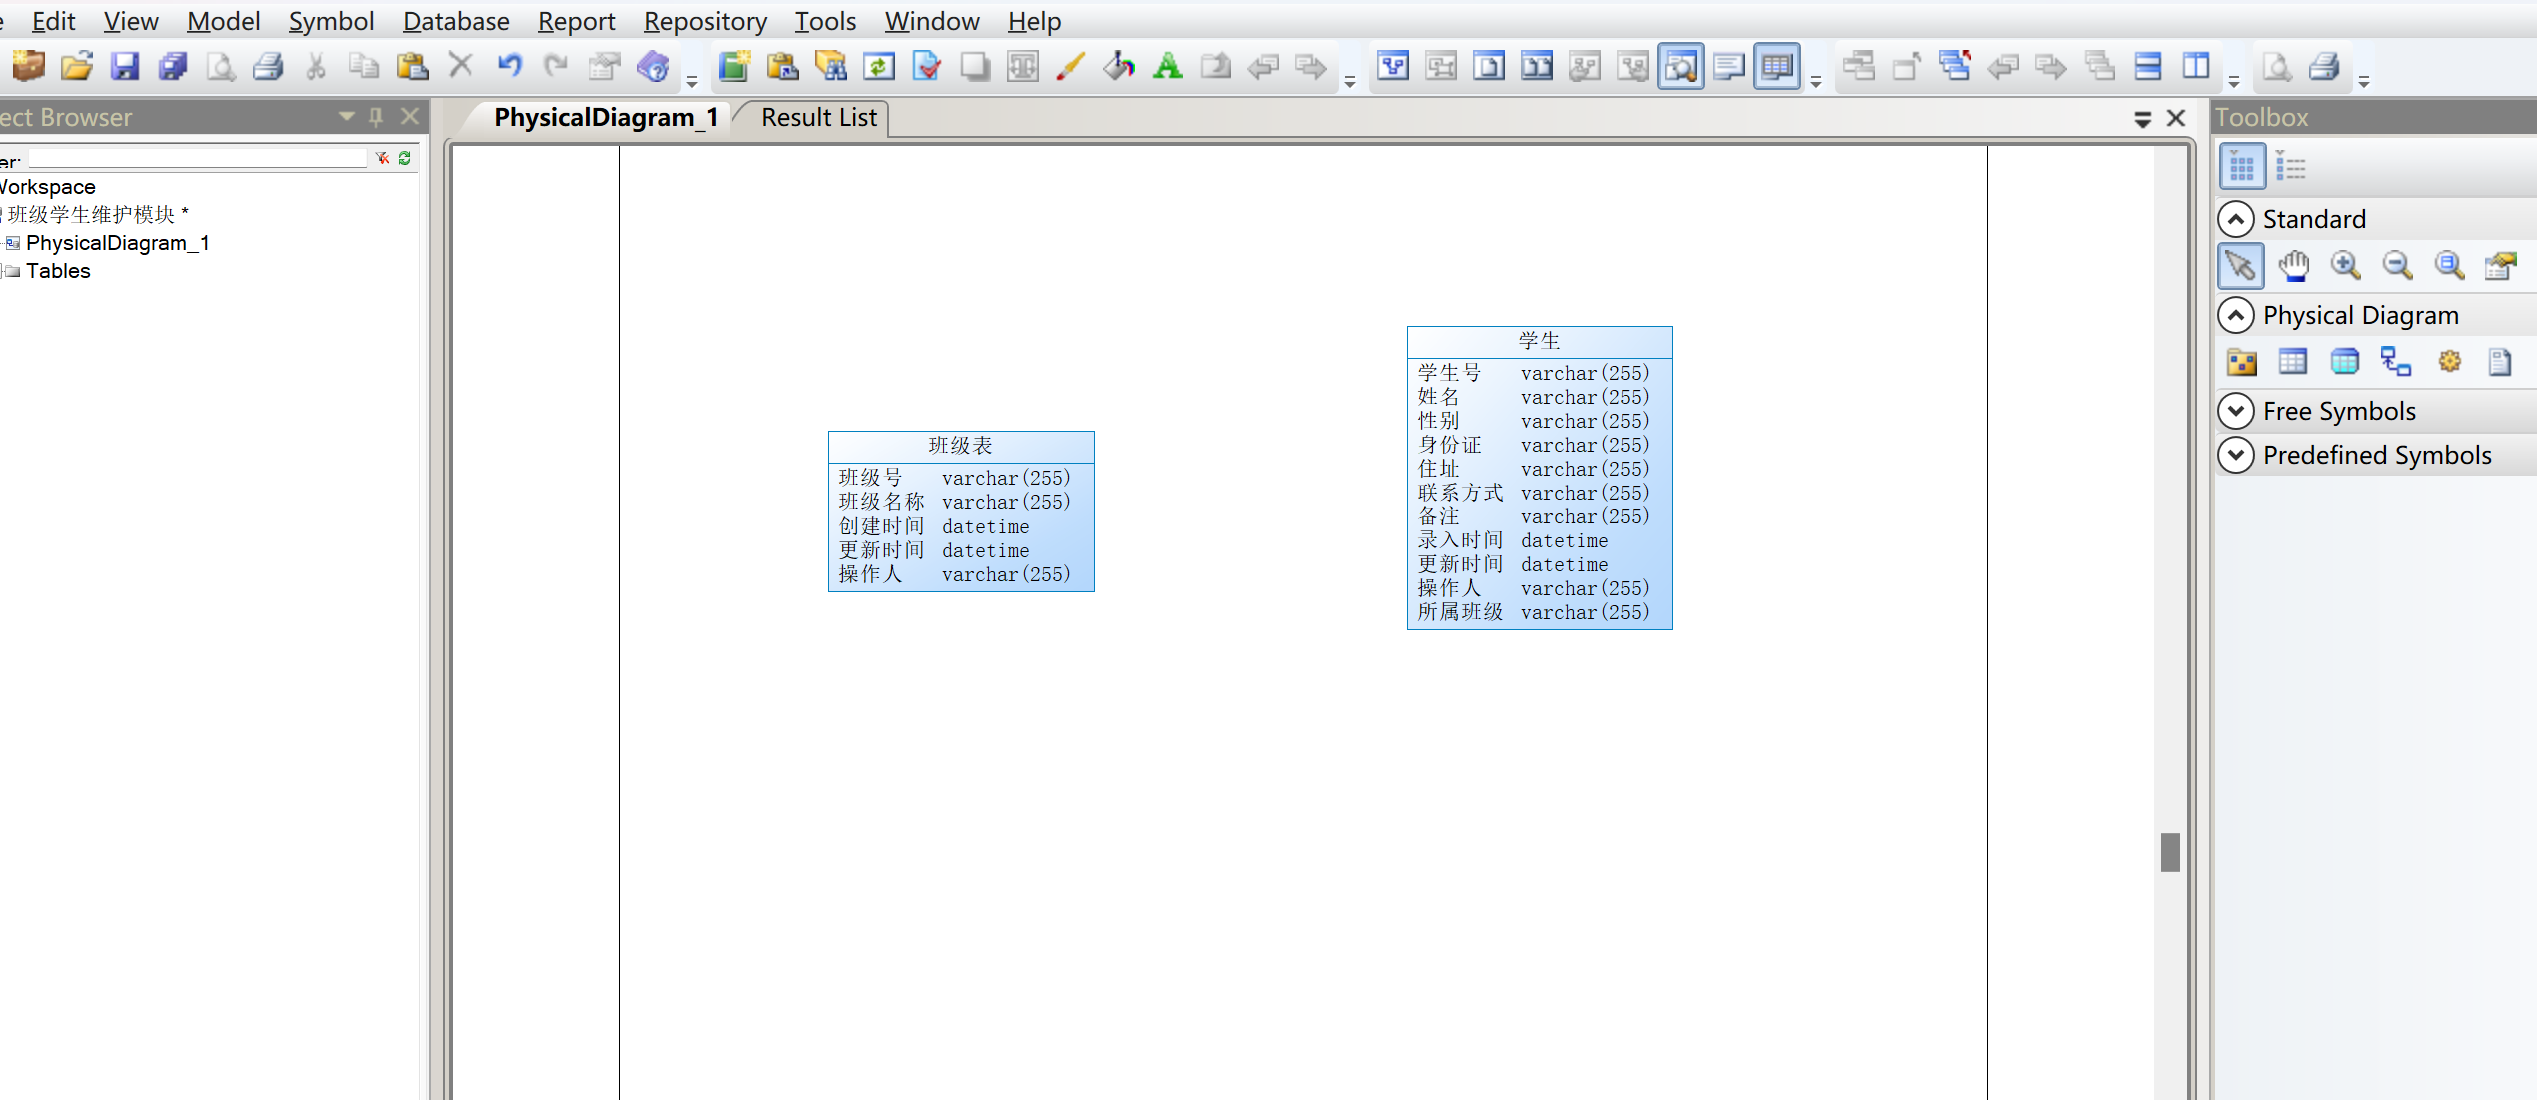 e Edit View Model Symbol Database Report Repository Tools Window Help
ect Browser
PhysicalDiagram_1 Result List
Toolbox
er:
Workspace
班级学生维护模块 *
PhysicalDiagram_1
Tables
Standard
Physical Diagram
Free Symbols
Predefined Symbols
班级表
班级号 varchar(255)
班级名称 varchar(255)
创建时间 datetime
更新时间 datetime
操作人 varchar(255)
学生
学生号 varchar(255)
姓名 varchar(255)
性别 varchar(255)
身份证 varchar(255)
住址 varchar(255)
联系方式 varchar(255)
备注 varchar(255)
录入时间 datetime
更新时间 datetime
操作人 varchar(255)
所属班级 varchar(255)